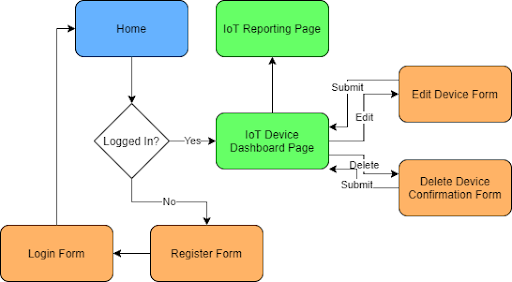 Home
IoT Reporting Page
Submit
Edit Device Form
Edit
Logged In?
Yes
IoT Device
Dashboard Page
Delete
Submit
Delete Device
Confirmation Form
No
Login Form
Register Form